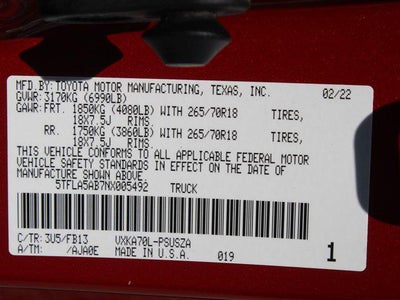 MFD.BY:TOYOTA MOTOR MANUFACTURING, TEXAS, INC. 02/22
GVWR:3170KG (6990LB)
GAWR:FRT. 1850KG (4080LB) WITH 265/70R18 TIRES,
18X7.5J RIMS.
RR. 1750KG (3860LB) WITH 265/70R18 TIRES,
18X7.5J RIMS.
THIS VEHICLE CONFORMS TO ALL APPLICABLE FEDERAL MOTOR
VEHICLE SAFETY STANDARDS IN EFFECT ON THE DATE OF
MANUFACTURE SHOWN ABOVE.
5TFLA5AB7NX005492 TRUCK
C/TR: 3U5/FB13 VXKA70L-PSUSZA
A/TM: /AJA0E MADE IN U.S.A. 019 1